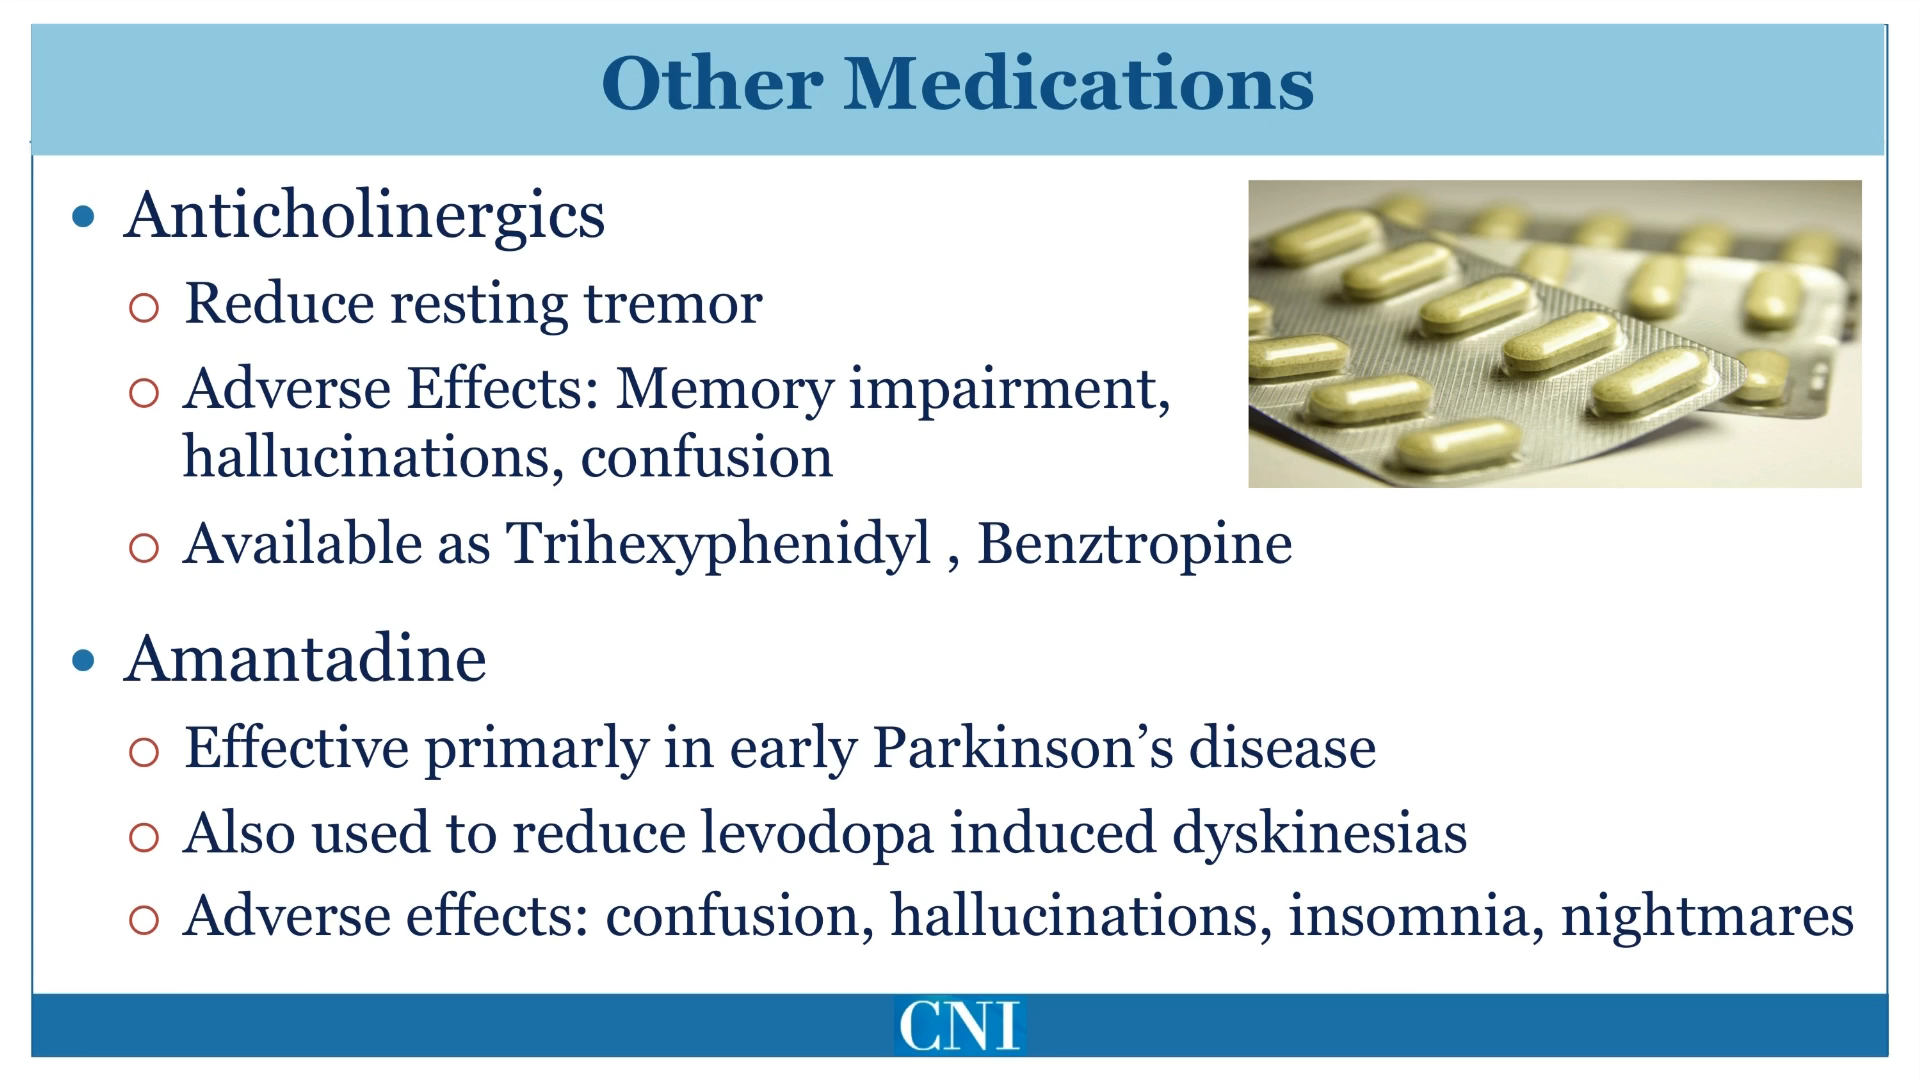 Other Medications
• Anticholinergics
○ Reduce resting tremor
○ Adverse Effects: Memory impairment,
hallucinations, confusion
○ Available as Trihexyphenidyl , Benztropine
• Amantadine
○ Effective primarly in early Parkinson’s disease
○ Also used to reduce levodopa induced dyskinesias
○ Adverse effects: confusion, hallucinations, insomnia, nightmares
CNI